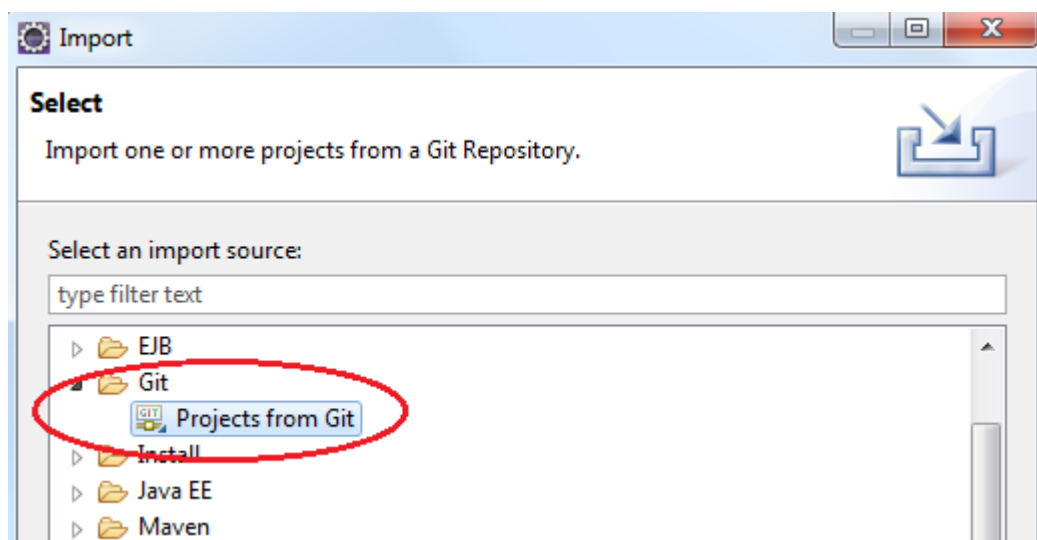 Import
Select
Import one or more projects from a Git Repository.
Select an import source:
type filter text
EJB
Git
GIT
Projects from Git
Install
Java EE
Maven